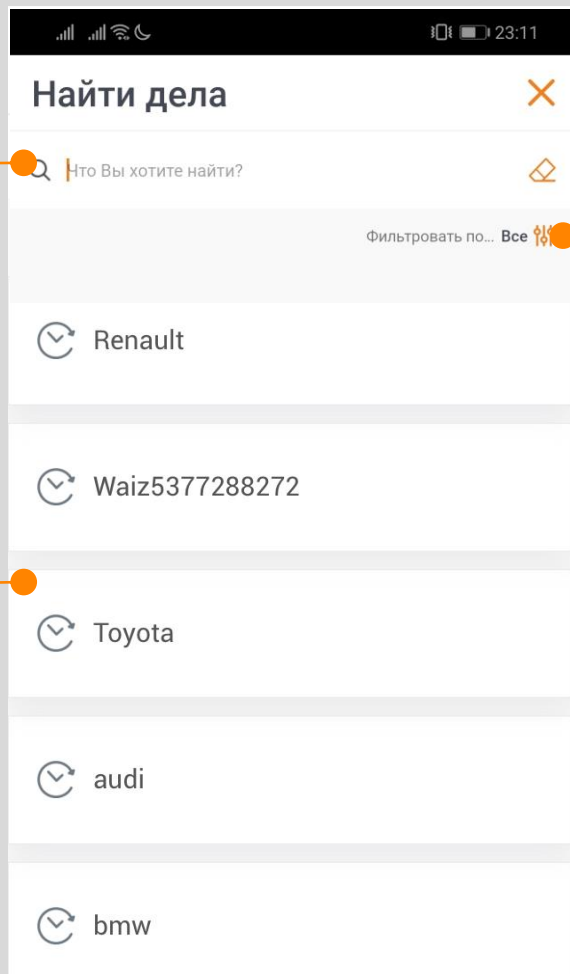 23:11
Найти дела
Что Вы хотите найти?
Фильтровать по... Все
Renault
Waiz5377288272
Toyota
audi
bmw